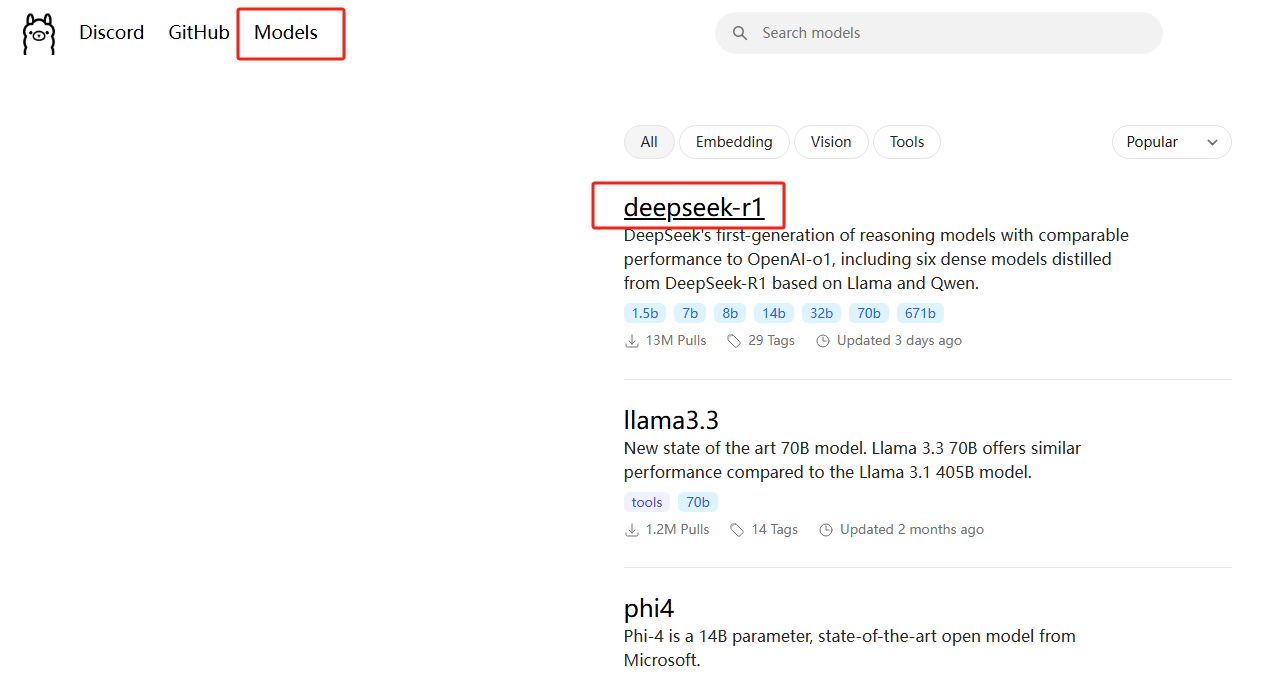 Discord GitHub Models Search models
All Embedding Vision Tools Popular
deepseek-r1
DeepSeek's first-generation of reasoning models with comparable
performance to OpenAI-o1, including six dense models distilled
from DeepSeek-R1 based on Llama and Qwen.
1.5b 7b 8b 14b 32b 70b 671b
13M Pulls 29 Tags Updated 3 days ago
llama3.3
New state of the art 70B model. Llama 3.3 70B offers similar
performance compared to the Llama 3.1 405B model.
tools 70b
1.2M Pulls 14 Tags Updated 2 months ago
phi4
Phi-4 is a 14B parameter, state-of-the-art open model from
Microsoft.